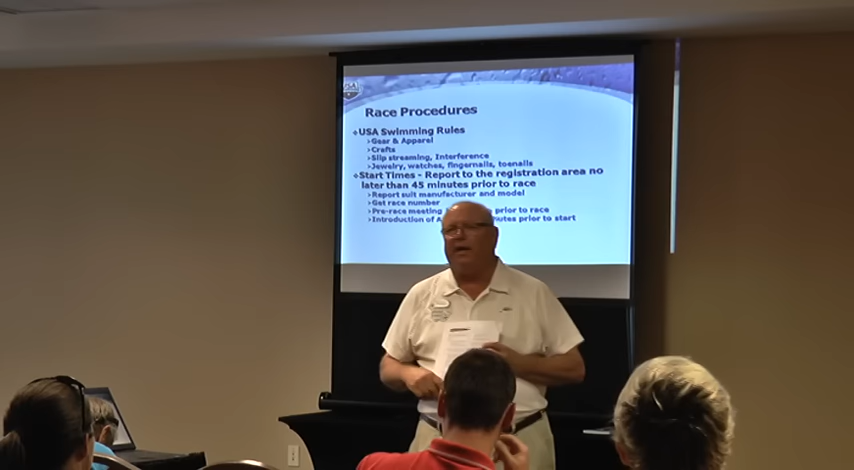 USA
Race Procedures
USA Swimming Rules
Gear & Apparel
Crafts
Slip streaming, Interference
Jewelry, watches, fingernails, toenails
Start Times - Report to the registration area no
later than 45 minutes prior to race
Report suit manufacturer and model
Get race number
Pre-race meeting prior to race
Introduction of prior to start